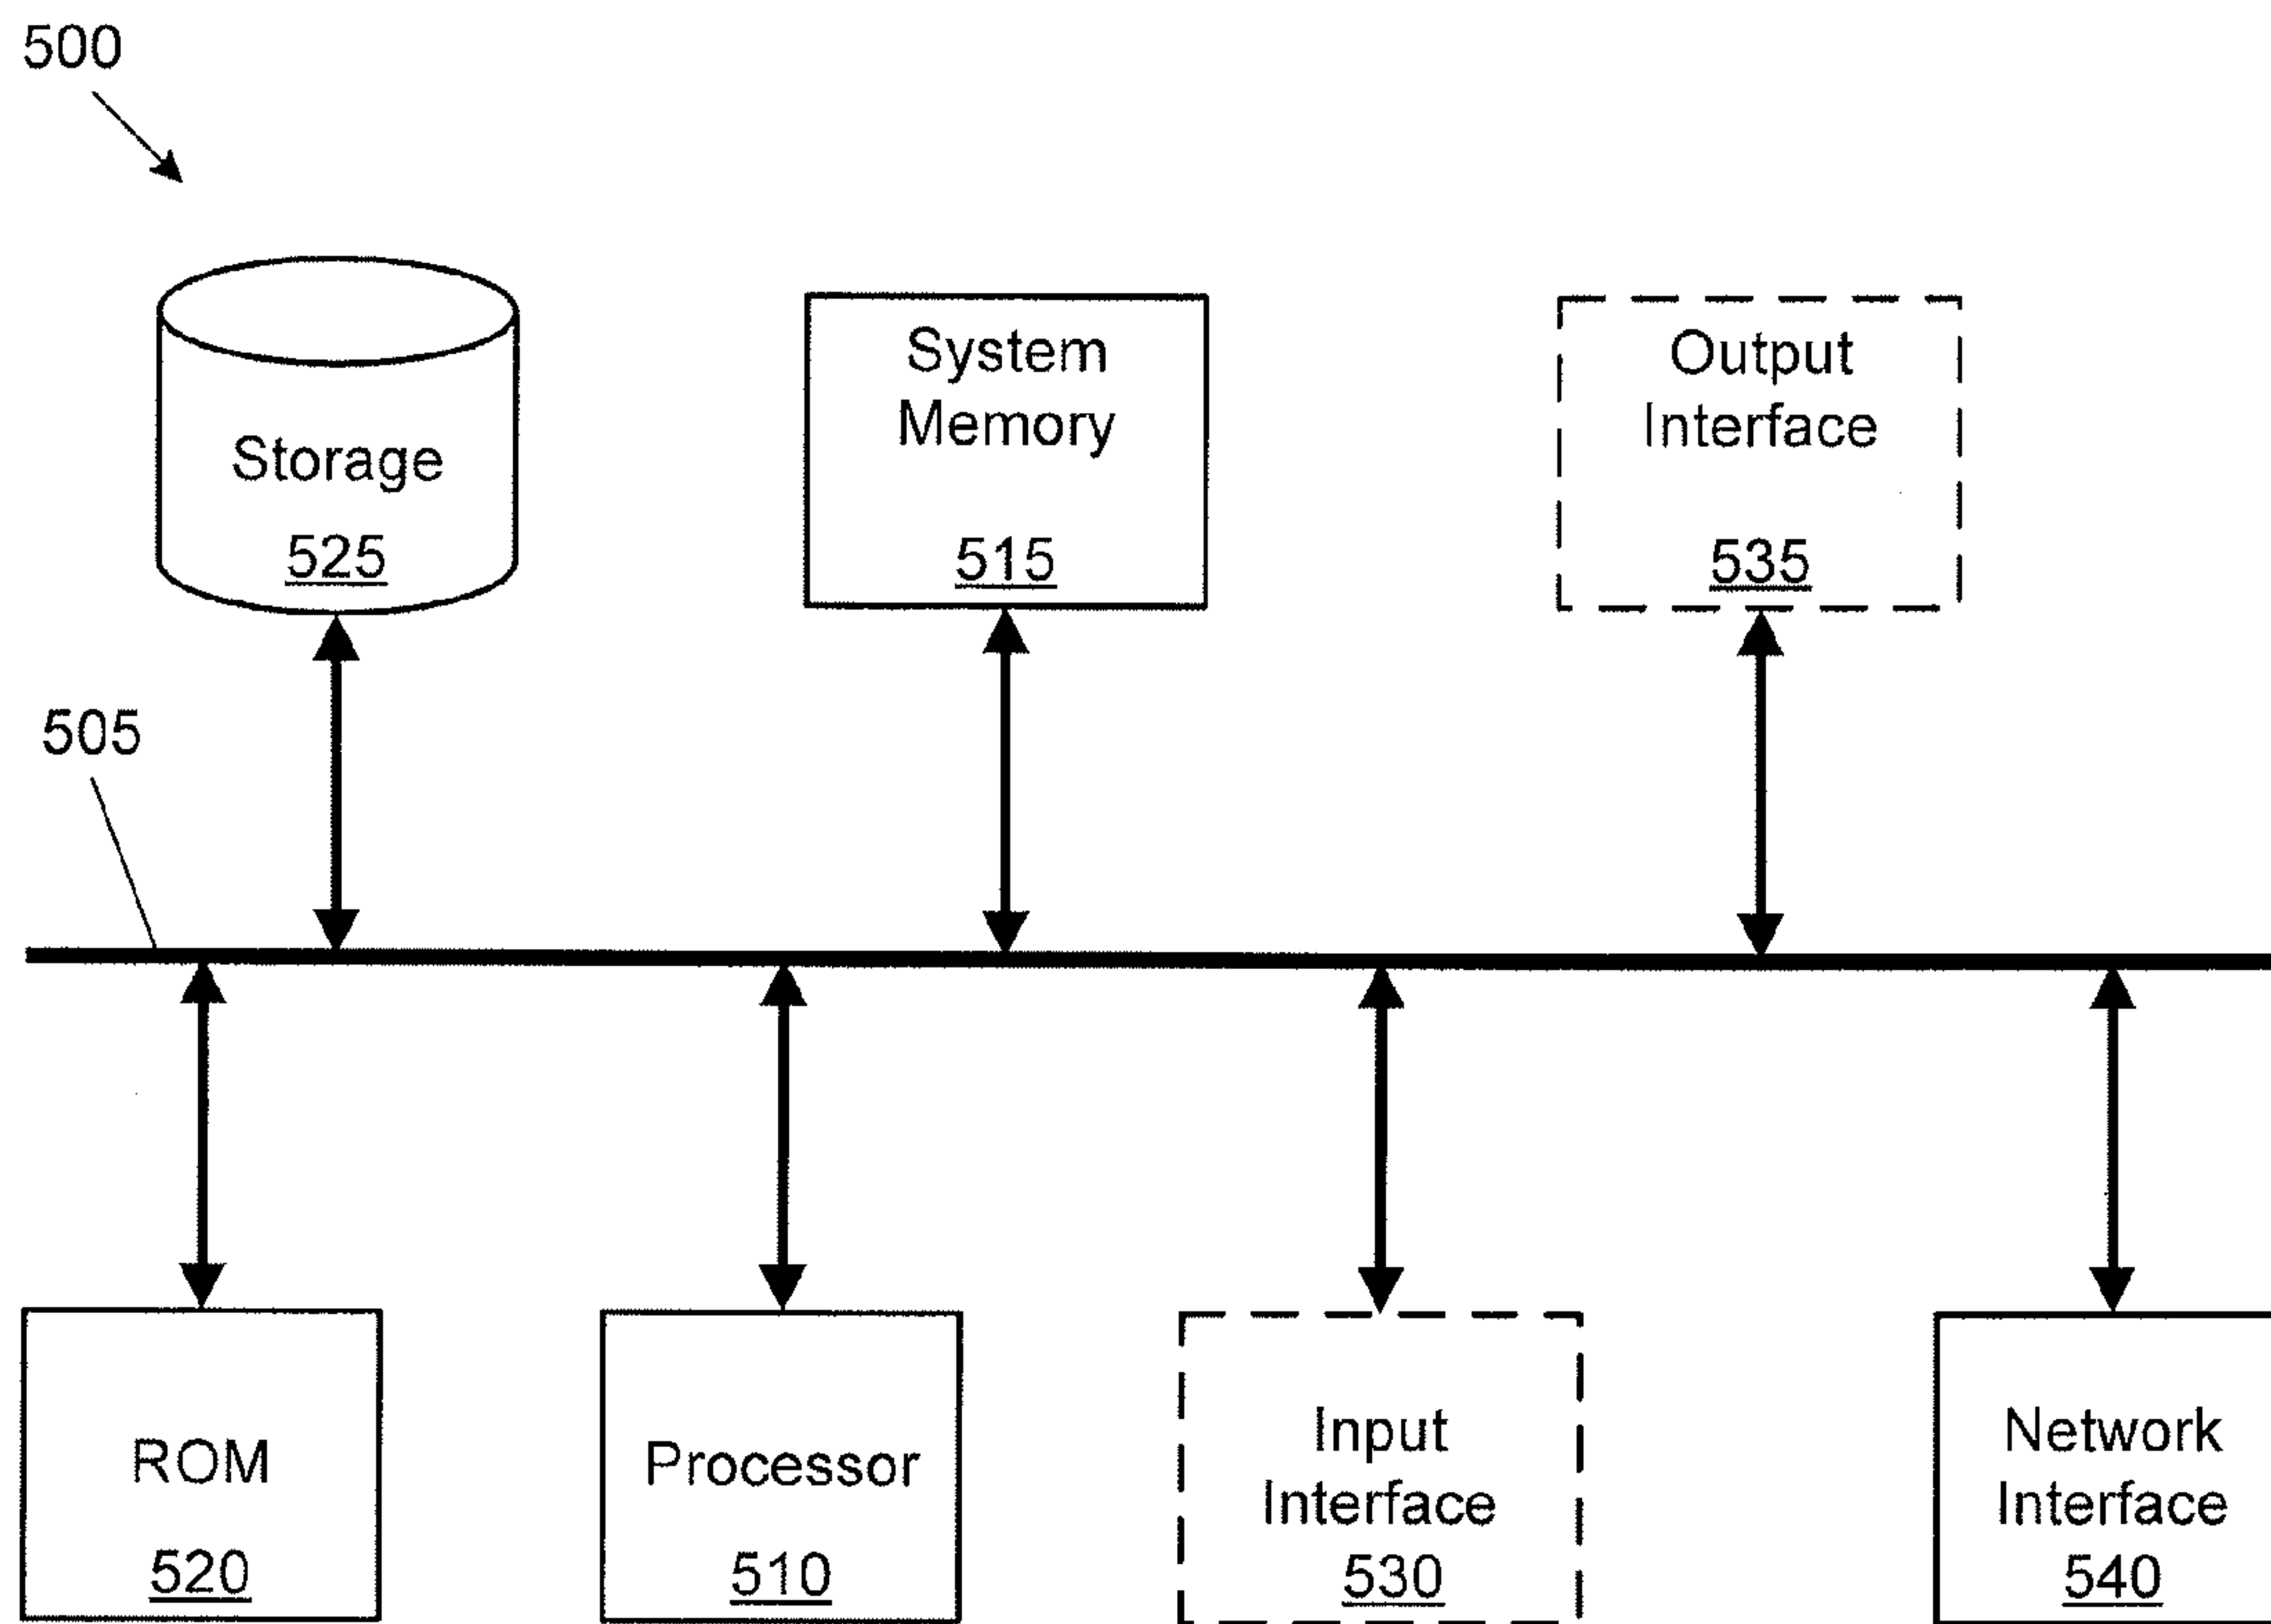 500
Storage
525
System
Memory
515
Output
Interface
535
505
ROM
520
Processor
510
Input
Interface
530
Network
Interface
540